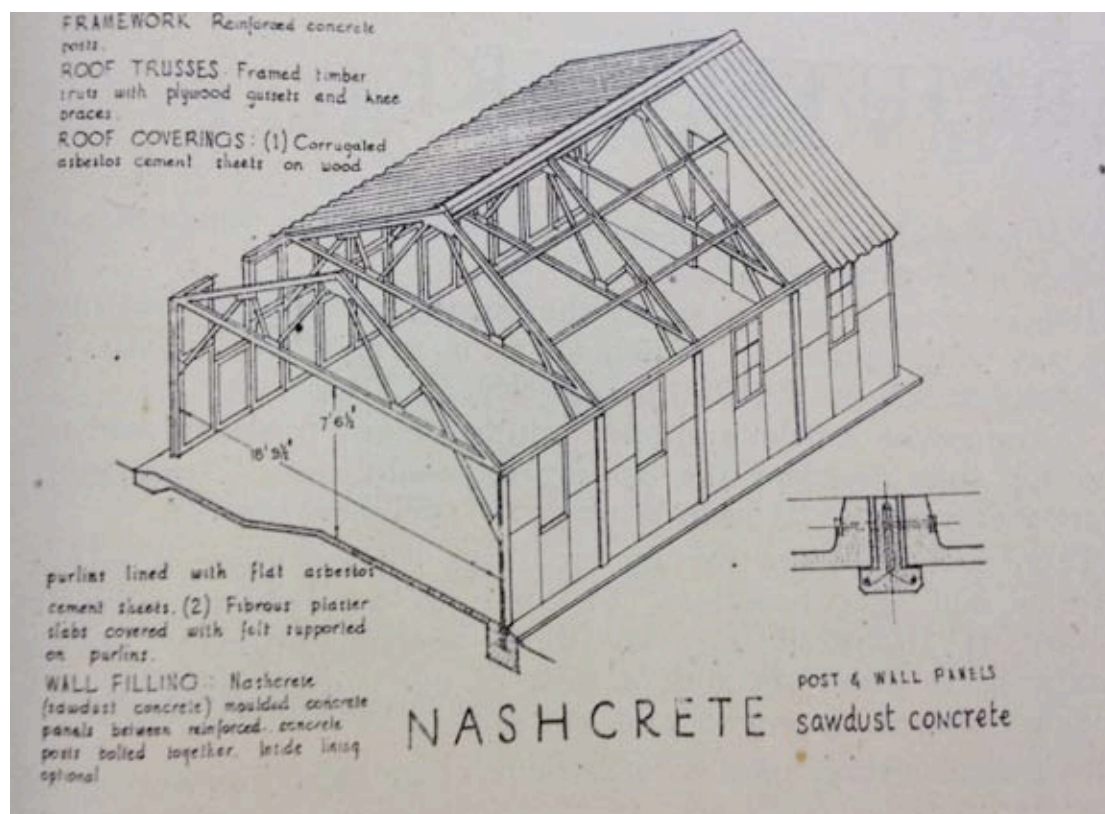 FRAMEWORK Reinforced concrete
posts.
ROOF TRUSSES Framed timber
truss with plywood gussets and knee
braces.
ROOF COVERINGS: (1) Corrugated
asbestos cement sheets on wood
7' 6½"
18' 9½"
purlins lined with flat asbestos
cement sheets. (2) Fibrous plaster
slabs covered with felt supported
on purlins.
WALL FILLING: Nashcrete
(sawdust concrete) moulded concrete
panels between reinforced concrete
posts bolted together. Inside lining
optional
NASHCRETE
POST & WALL PANELS
sawdust concrete